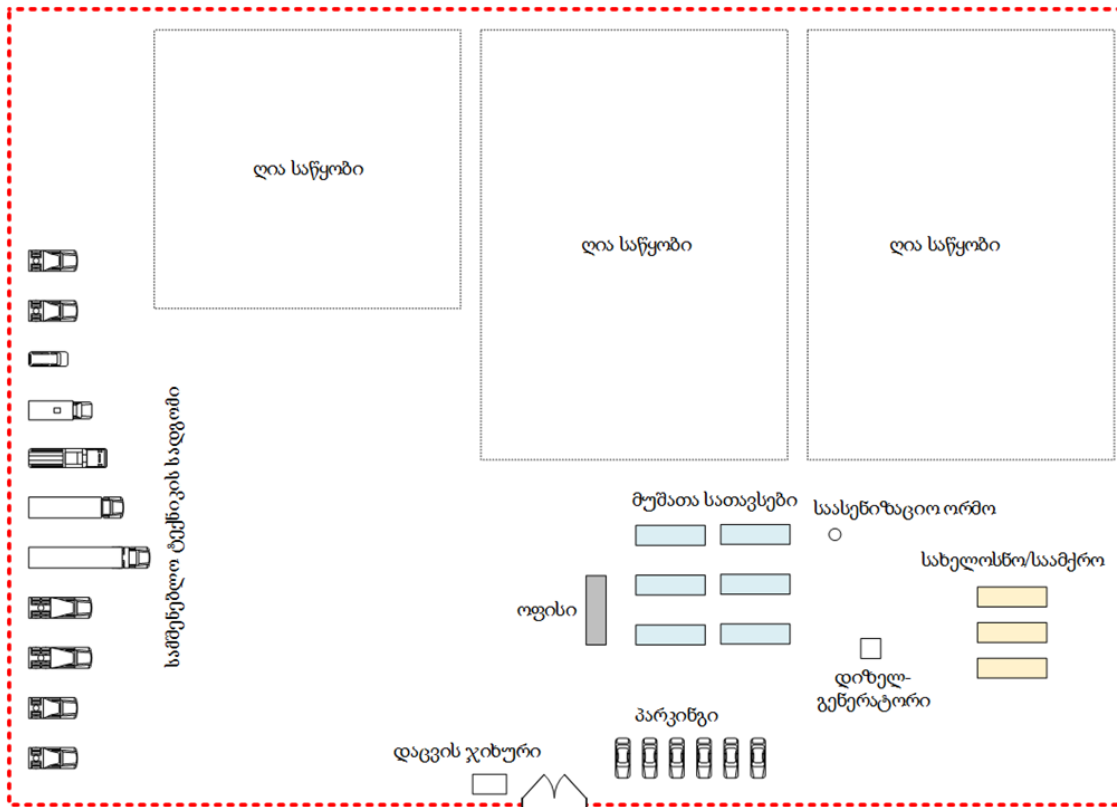 ღია საწყობი
ღია საწყობი
ღია საწყობი
სამშენებლო ტექნიკის სადგომი
მუშათა სათავსები
საასენიზაციო ორმო
სახელოსნო/საამქრო
ოფისი
დიზელ-
გენერატორი
პარკინგი
დაცვის ჯიხური